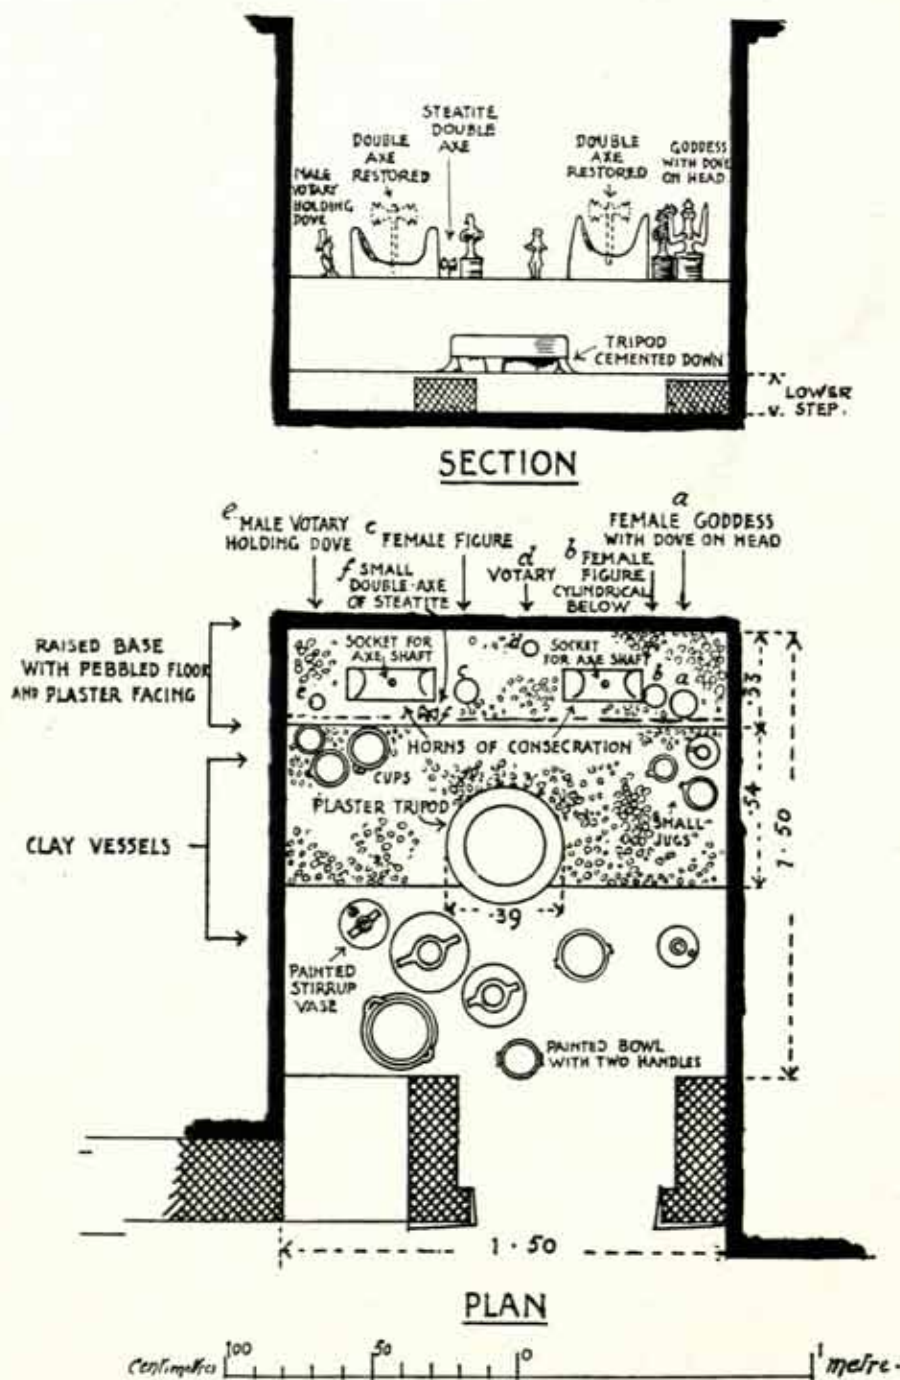 STEATITE
DOUBLE
AXE
DOUBLE
AXE
RESTORED
MALE
VOTARY
HOLDING
DOVE
DOUBLE
AXE
RESTORED
GODDESS
WITH DOVE
ON HEAD
TRIPOD
CEMENTED DOWN
LOWER
STEP.
SECTION
e MALE VOTARY
HOLDING DOVE
c FEMALE FIGURE
f SMALL
DOUBLE-AXE
OF STEATITE
d
VOTARY
b FEMALE
FIGURE
CYLINDRICAL
BELOW
a
FEMALE GODDESS
WITH DOVE ON HEAD
RAISED BASE
WITH PEBBLED FLOOR
AND PLASTER FACING
SOCKET FOR
AXE SHAFT
SOCKET
FOR AXE SHAFT
e
c
d
b
a
f
HORNS OF CONSECRATION
.33
CUPS
PLASTER TRIPOD
SMALL
JUGS
.54
1.50
CLAY VESSELS
.39
PAINTED
STIRRUP
VASE
PAINTED BOWL
WITH TWO HANDLES
1.50
PLAN
Centimetres 100 50 0 1 metre.